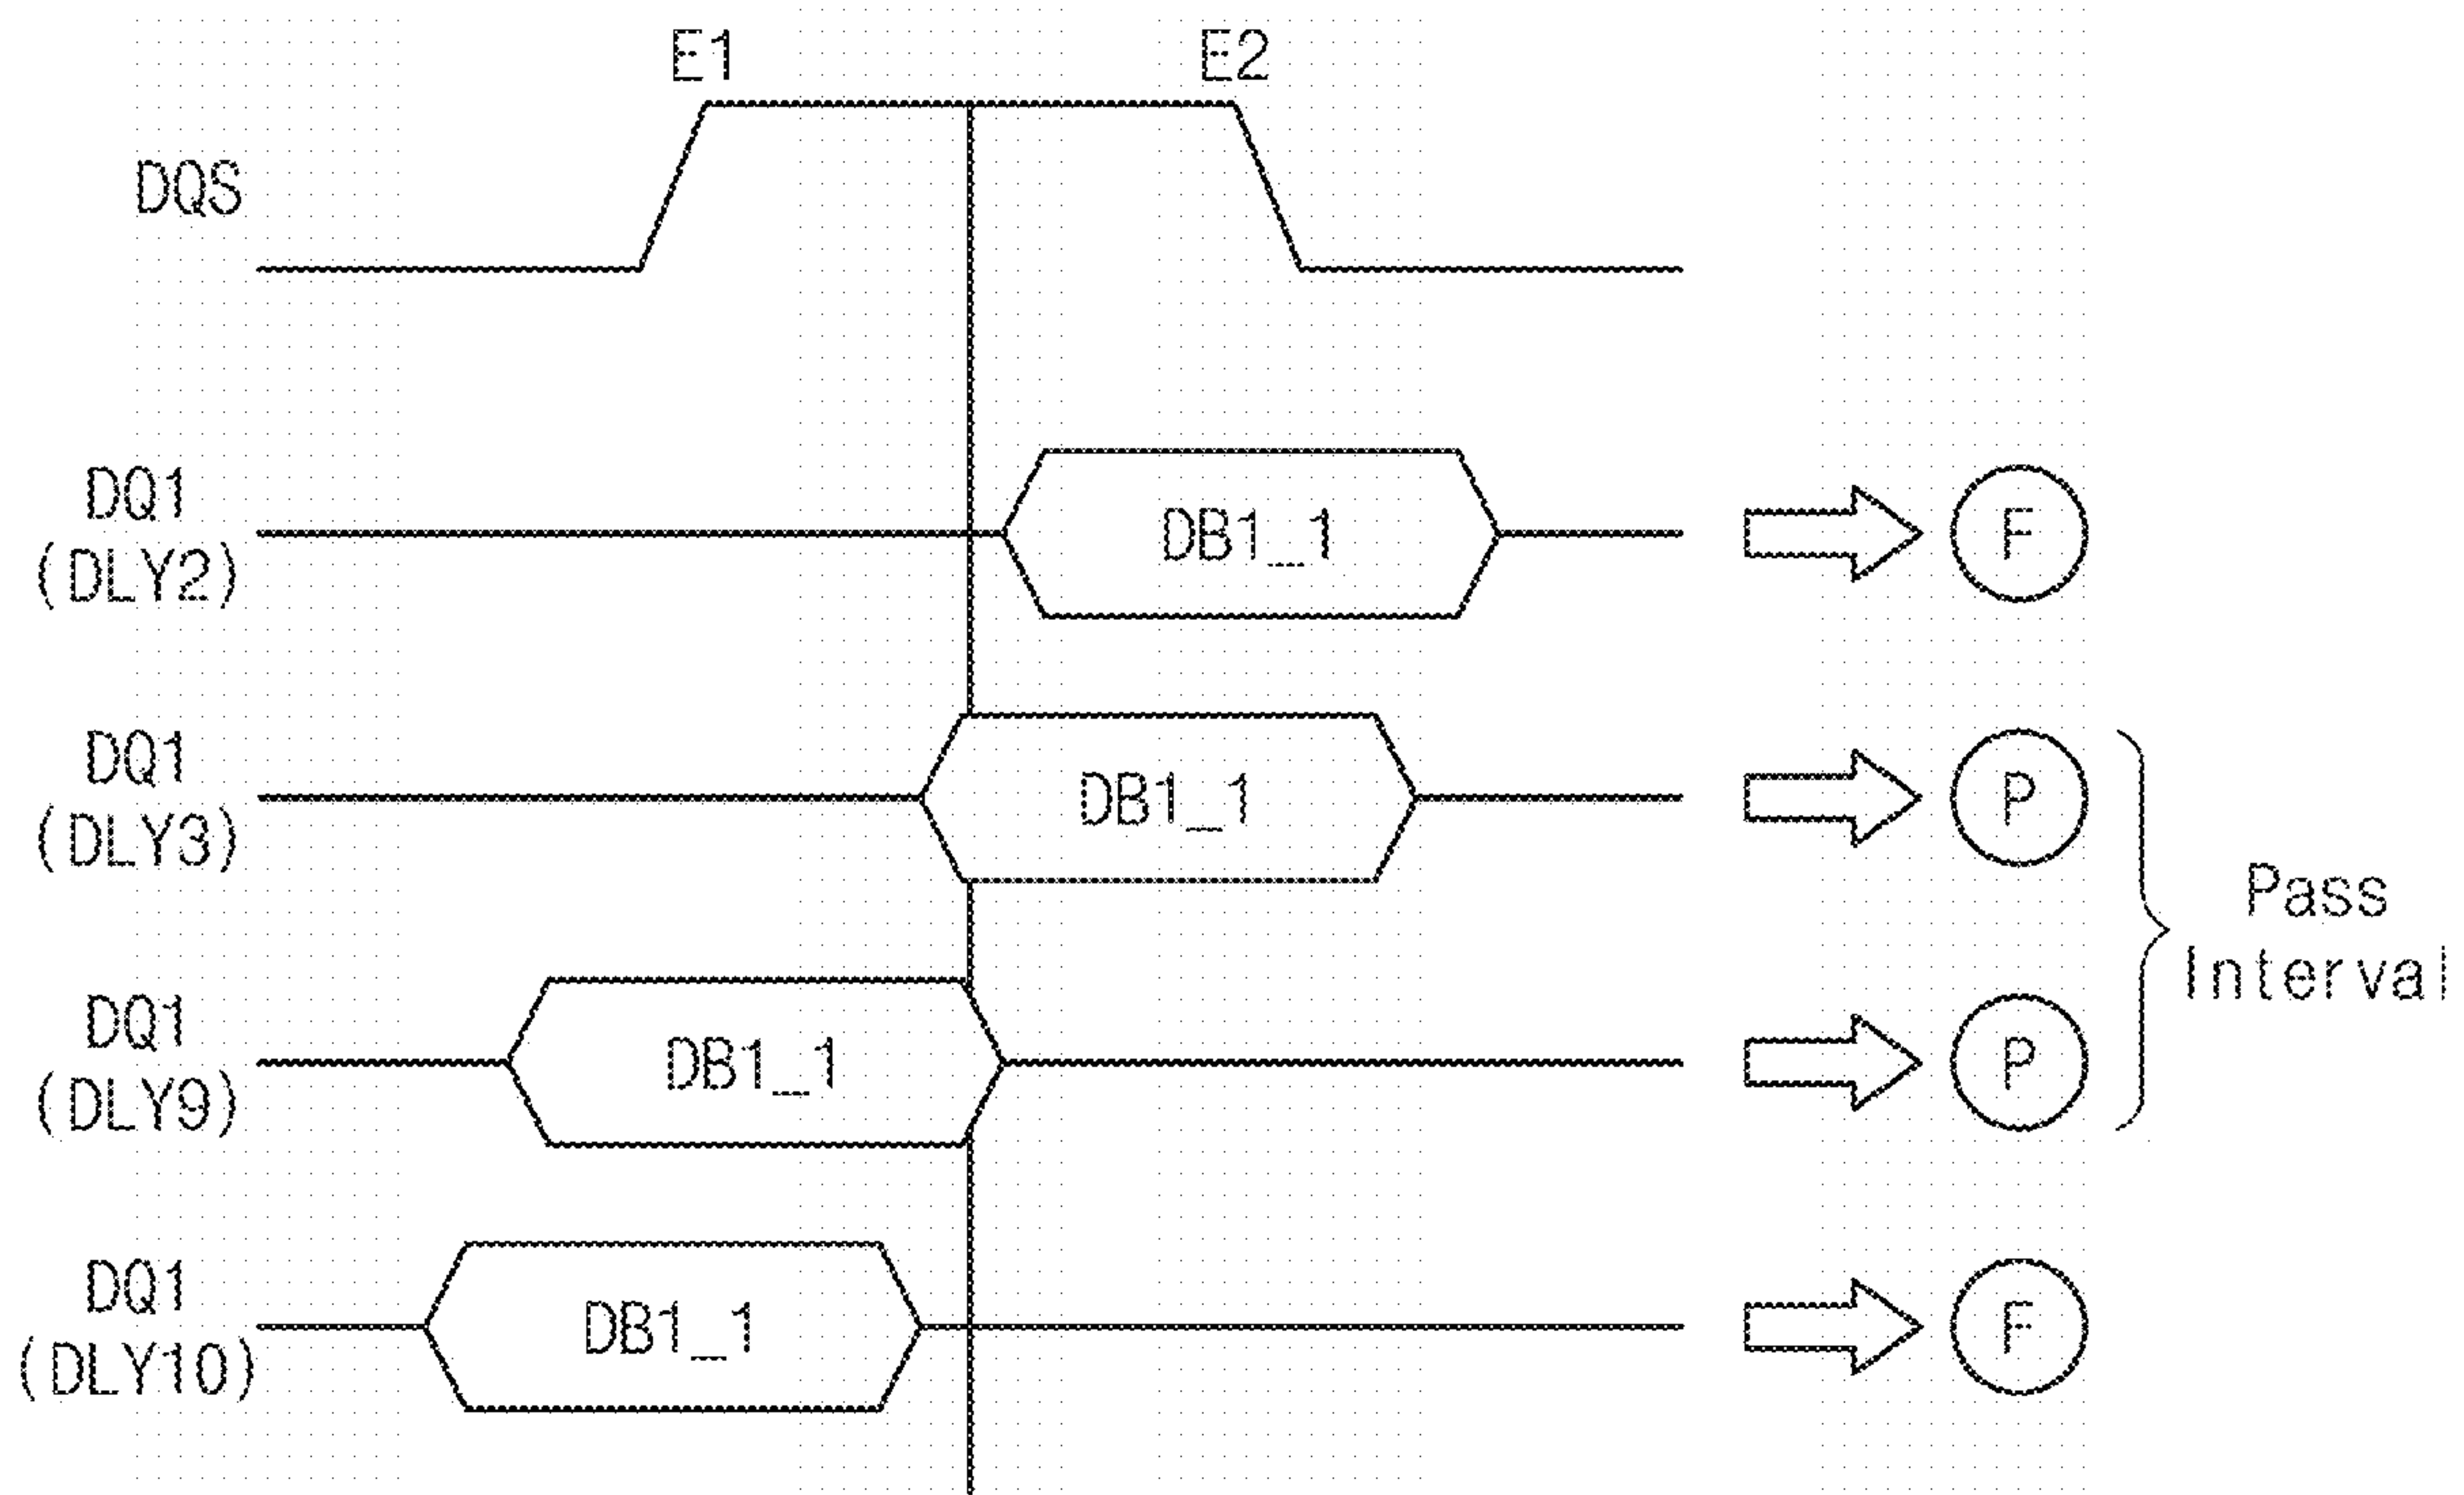 E1 E2
DQS
DQ1
(DLY2)
DB1_1
F
DQ1
(DLY3)
DB1_1
P
Pass
Interval
DQ1
(DLY9)
DB1_1
P
DQ1
(DLY10)
DB1_1
F